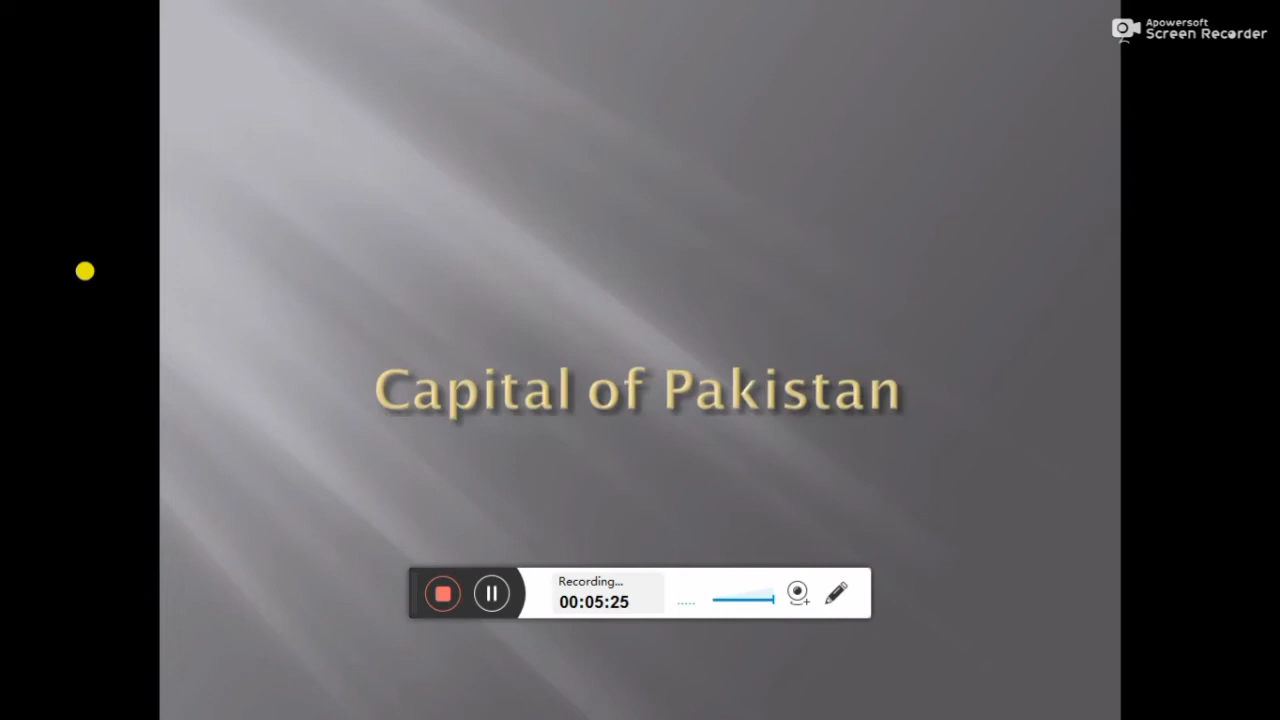 Apowersoft
Screen Recorder
Capital of Pakistan
Recording...
00:05:25